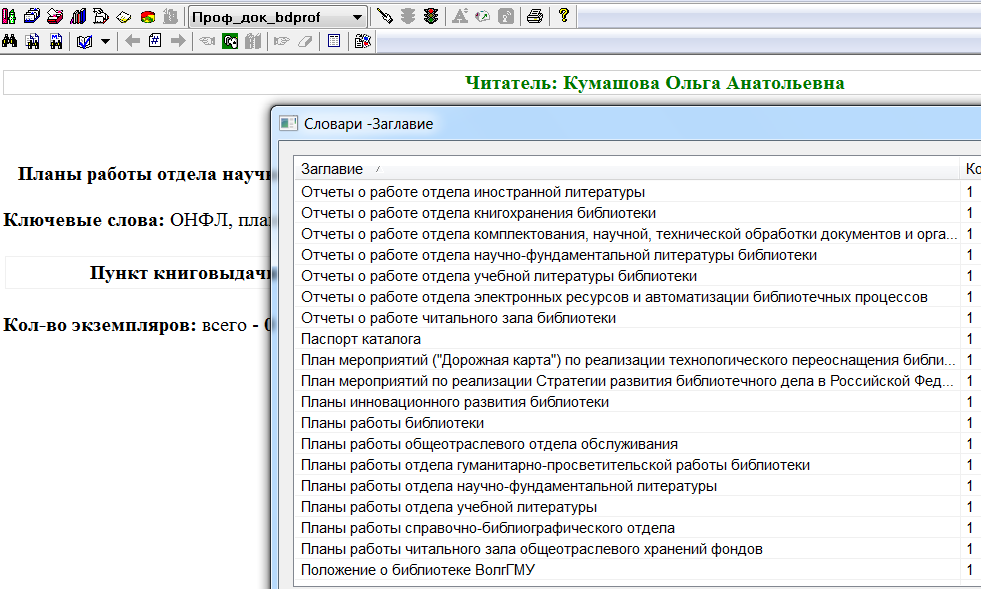 Проф_док_bdprof
Читатель: Кумашова Ольга Анатольевна
Словари -Заглавие
Планы работы отдела
Ключевые слова: ОНФЛ,
Пункт книговыдачи
Кол-во экземпляров: всего - 0
Заглавие Ко
Отчеты о работе отдела иностранной литературы 1
Отчеты о работе отдела книгохранения библиотеки 1
Отчеты о работе отдела комплектования, научной, технической обработки документов и орга... 1
Отчеты о работе отдела научно-фундаментальной литературы библиотеки 1
Отчеты о работе отдела учебной литературы библиотеки 1
Отчеты о работе отдела электронных ресурсов и автоматизации библиотечных процессов 1
Отчеты о работе читального зала библиотеки 1
Паспорт каталога 1
План мероприятий ("Дорожная карта") по реализации технологического переоснащения библи... 1
План мероприятий по реализации Стратегии развития библиотечного дела в Российской Фед... 1
Планы инновационного развития библиотеки 1
Планы работы библиотеки 1
Планы работы общеотраслевого отдела обслуживания 1
Планы работы отдела гуманитарно-просветительской работы библиотеки 1
Планы работы отдела научно-фундаментальной литературы 1
Планы работы отдела учебной литературы 1
Планы работы справочно-библиографического отдела 1
Планы работы читального зала общеотраслевого хранений фондов 1
Положение о библиотеке ВолгГМУ 1